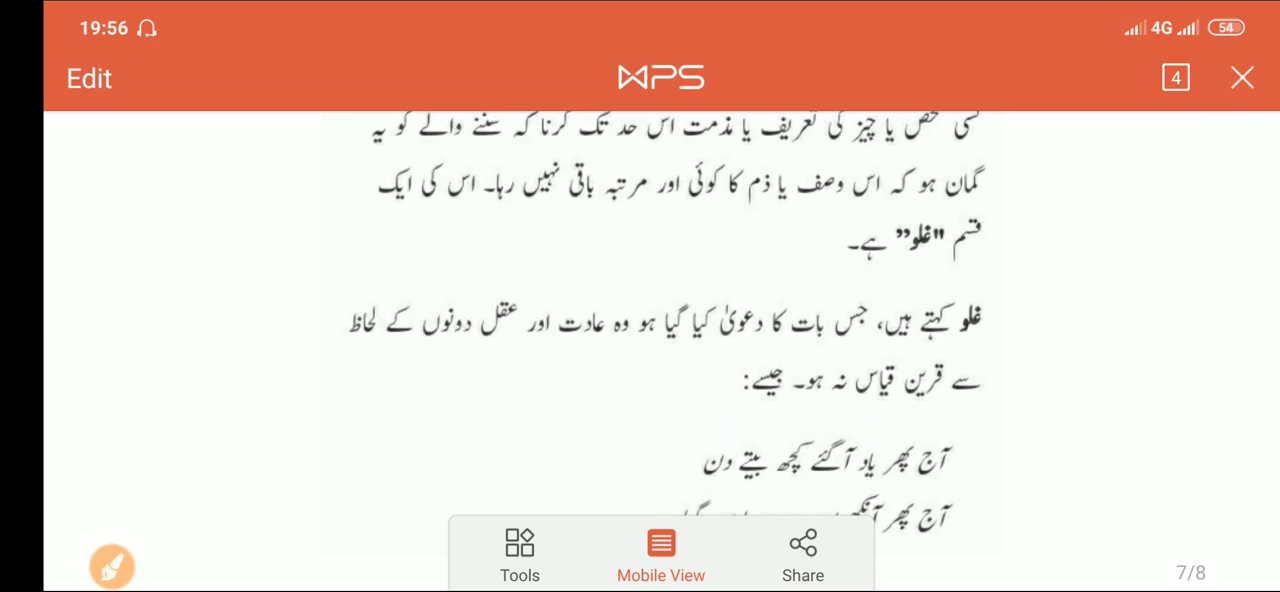 19:56
4G
54
Edit
WPS
4
کسی شخص یا چیز کی تعریف یا مذمت اس حد تک کرنا کہ سننے والے کو یہ
گمان ہو کہ اس وصف یا ذم کا کوئی اور مرتبہ باقی نہیں رہا۔ اس کی ایک
قسم "غلو” ہے۔
غلو کہتے ہیں، جس بات کا دعویٰ کیا گیا ہو وہ عادت اور عقل دونوں کے لحاظ
سے قرین قیاس نہ ہو۔ جیسے:
آج پھر یاد آگئے کچھ بیتے دن
آج پھر
Tools
Mobile View
Share
7/8